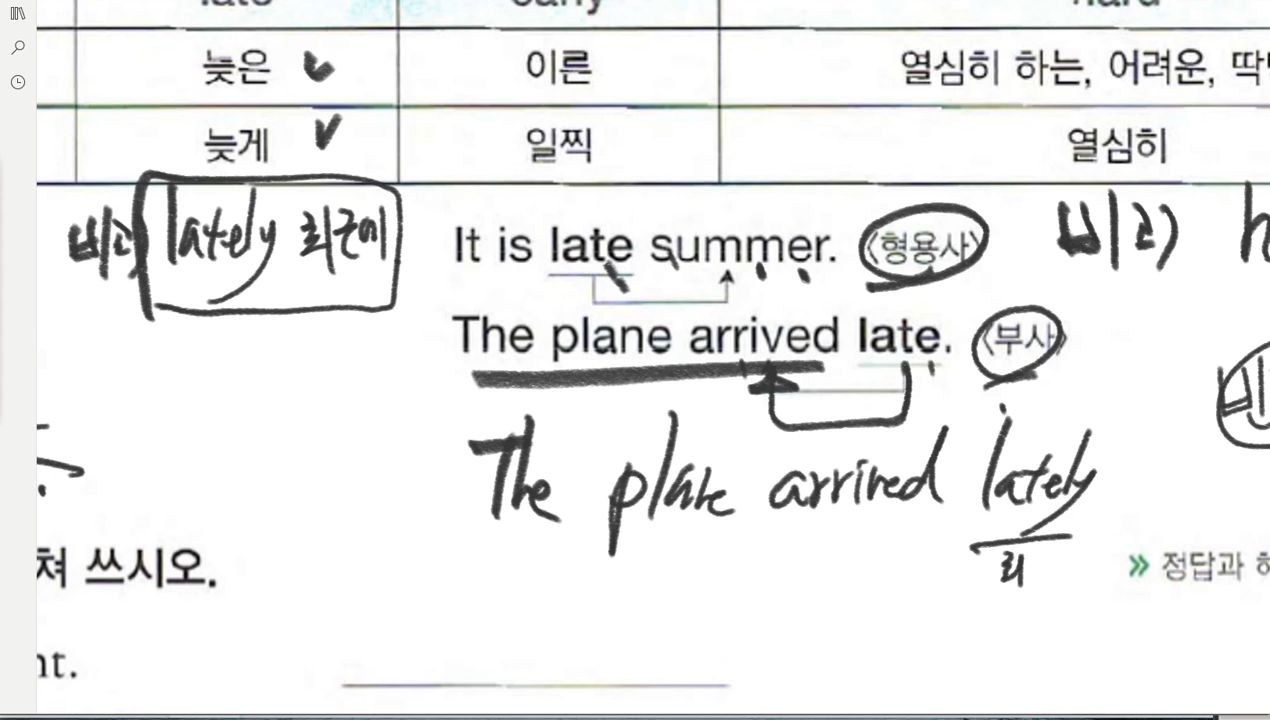 늦은 이른 열심히 하는, 어려운,
늦게 일찍 열심히
비교) lately 최근에
It is late summer. 〈형용사〉 비교)
The plane arrived late. 〈부사〉
The plane arrived lately
최
쳐 쓰시오.
» 정답과
nt.